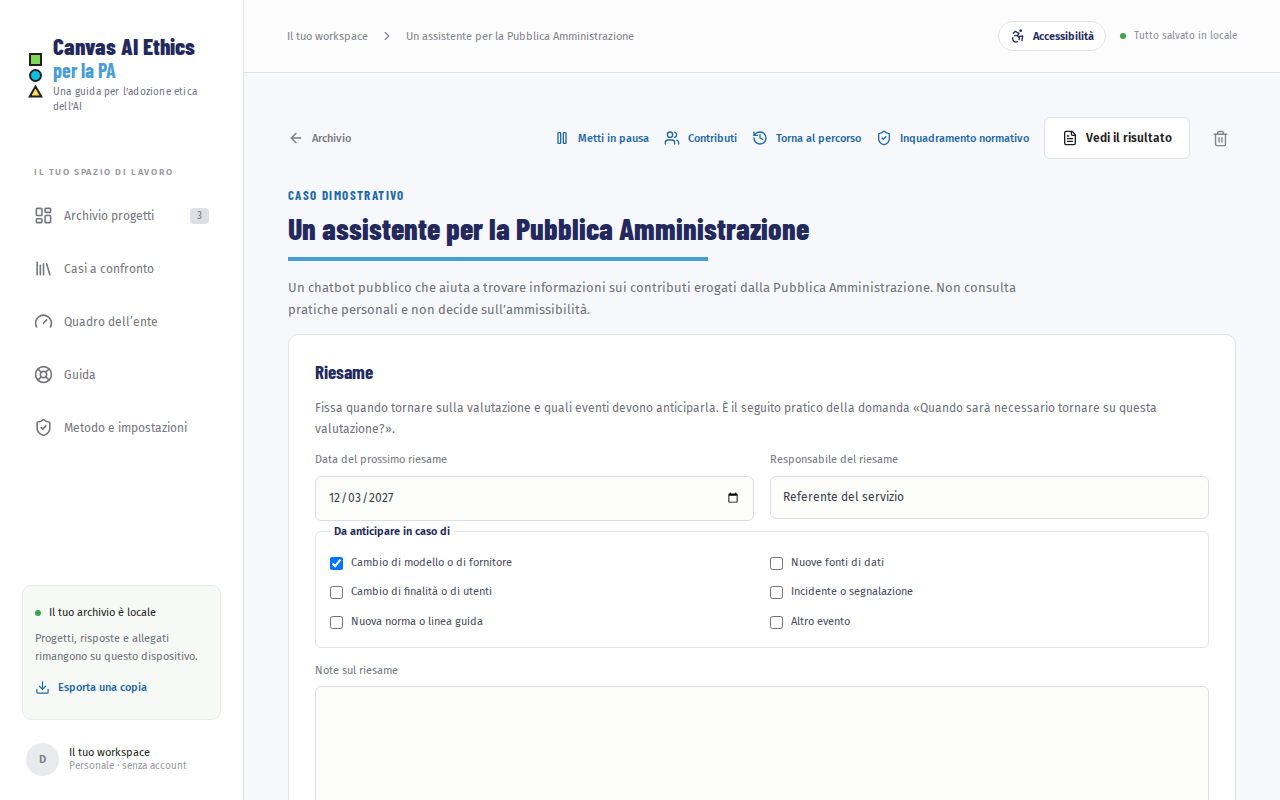 Canvas AI Ethics
per la PA
Una guida per l'adozione etica
dell'AI
IL TUO SPAZIO DI LAVORO
Archivio progetti
3
Casi a confronto
Quadro dell'ente
Guida
Metodo e impostazioni
Il tuo archivio è locale
Progetti, risposte e allegati
rimangono su questo dispositivo.
Esporta una copia
D
Il tuo workspace
Personale · senza account
Il tuo workspace
Un assistente per la Pubblica Amministrazione
Accessibilità
Tutto salvato in locale
Archivio
Metti in pausa
Contributi
Torna al percorso
Inquadramento normativo
Vedi il risultato
CASO DIMOSTRATIVO
Un assistente per la Pubblica Amministrazione
Un chatbot pubblico che aiuta a trovare informazioni sui contributi erogati dalla Pubblica Amministrazione. Non consulta
pratiche personali e non decide sull'ammissibilità.
Riesame
Fissa quando tornare sulla valutazione e quali eventi devono anticiparla. È il seguito pratico della domanda «Quando sarà necessario tornare su questa
valutazione?».
Data del prossimo riesame
Responsabile del riesame
12/03/2027
Referente del servizio
Da anticipare in caso di
Cambio di modello o di fornitore
Nuove fonti di dati
Cambio di finalità o di utenti
Incidente o segnalazione
Nuova norma o linea guida
Altro evento
Note sul riesame